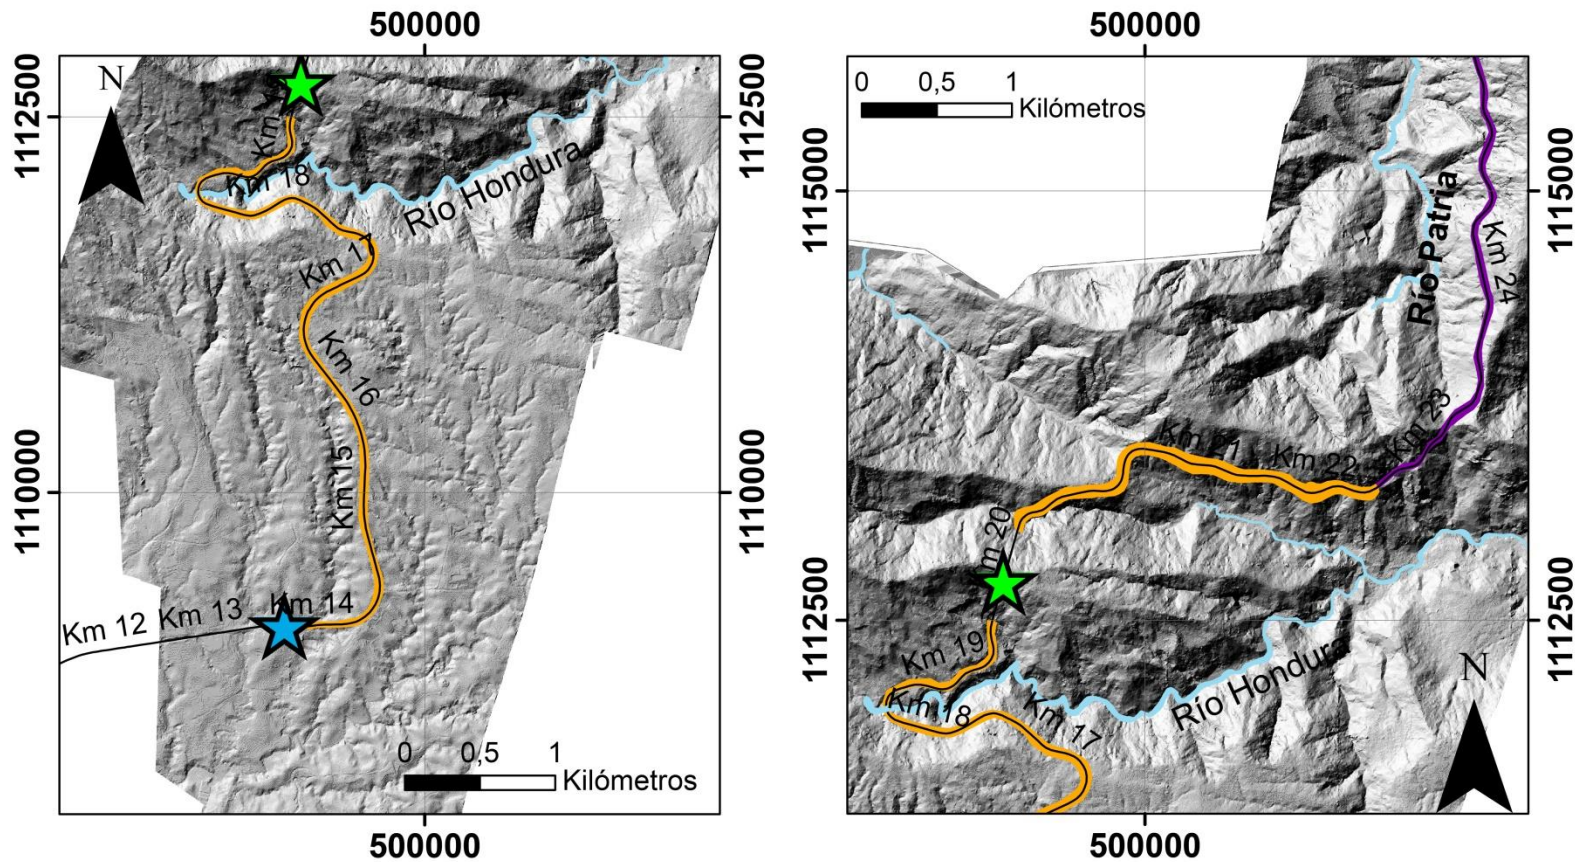 500000
N
1112500
1112500
Km 18
Río Hondura
Km 17
Km 16
1110000
1110000
Km 15
Km 14
Km 13
Km 12
0 0,5 1
Kilómetros
500000
500000
0 0,5 1
Kilómetros
1115000
1115000
Río Patria
Km 24
Km 23
Km 21
Km 22
m 20
1112500
1112500
Km 19
Km 18
Km 17
Río Hondura
N
500000